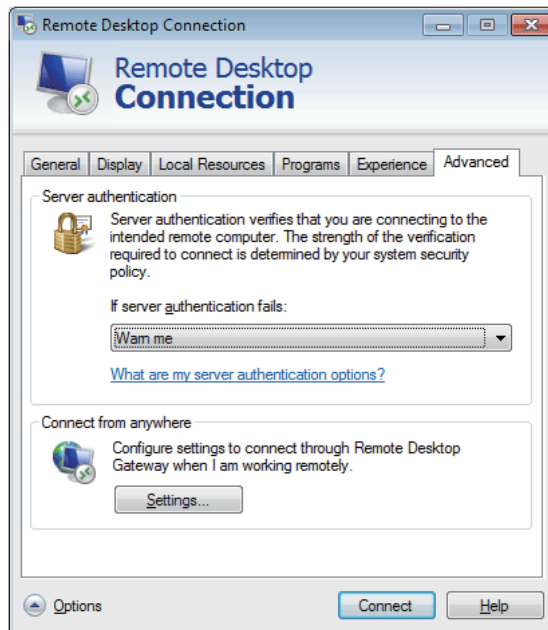 Remote Desktop Connection
Remote Desktop
Connection
General Display Local Resources Programs Experience Advanced
Server authentication
Server authentication verifies that you are connecting to the
intended remote computer. The strength of the verification
required to connect is determined by your system security
policy.
If server authentication fails:
Warn me
What are my server authentication options?
Connect from anywhere
Configure settings to connect through Remote Desktop
Gateway when I am working remotely.
Settings...
Options Connect Help